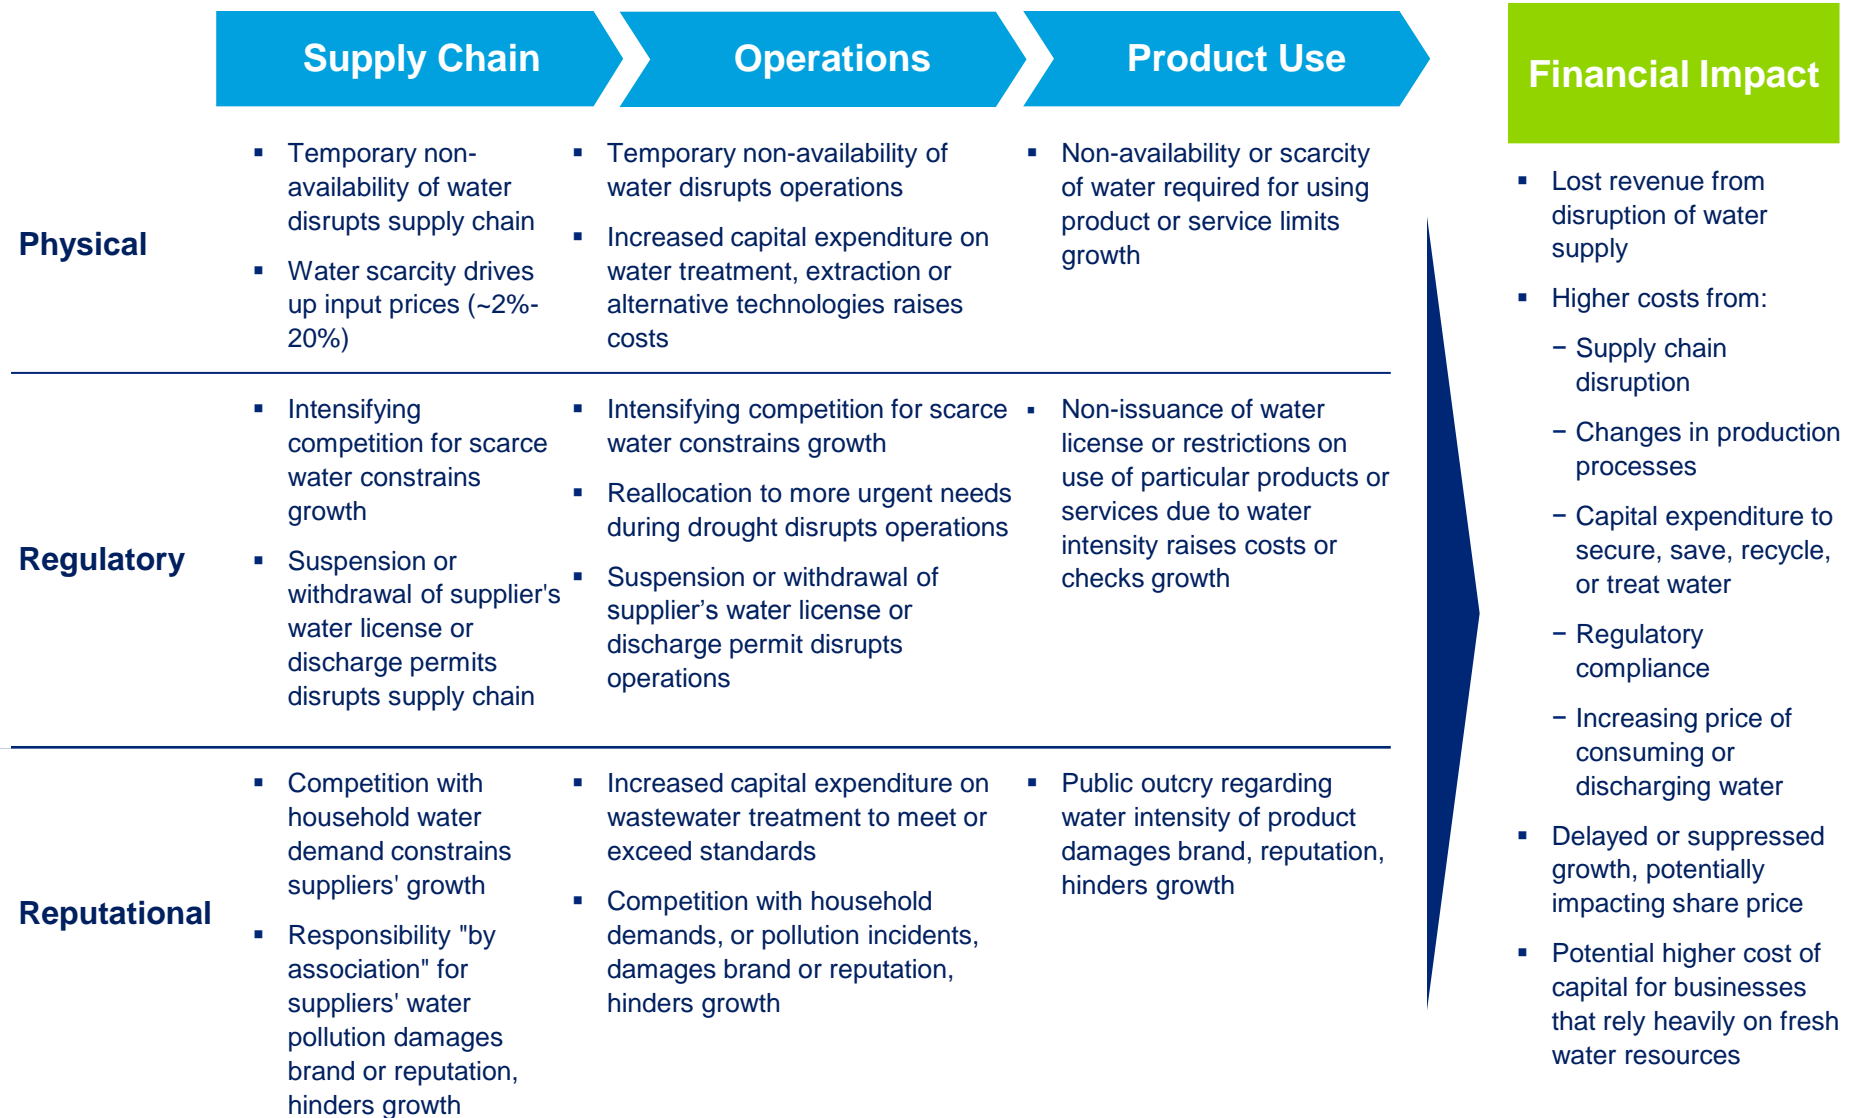 Supply Chain
Operations
Product Use
Financial Impact
Physical
▪ Temporary non-
availability of water
disrupts supply chain
▪ Water scarcity drives
up input prices (~2%-
20%)
▪ Temporary non-availability of
water disrupts operations
▪ Increased capital expenditure on
water treatment, extraction or
alternative technologies raises
costs
▪ Non-availability or scarcity
of water required for using
product or service limits
growth
Regulatory
▪ Intensifying
competition for scarce
water constrains
growth
▪ Suspension or
withdrawal of supplier's
water license or
discharge permits
disrupts supply chain
▪ Intensifying competition for scarce
water constrains growth
▪ Reallocation to more urgent needs
during drought disrupts operations
▪ Suspension or withdrawal of
supplier’s water license or
discharge permit disrupts
operations
▪ Non-issuance of water
license or restrictions on
use of particular products or
services due to water
intensity raises costs or
checks growth
Reputational
▪ Competition with
household water
demand constrains
suppliers' growth
▪ Responsibility "by
association" for
suppliers' water
pollution damages
brand or reputation,
hinders growth
▪ Increased capital expenditure on
wastewater treatment to meet or
exceed standards
▪ Competition with household
demands, or pollution incidents,
damages brand or reputation,
hinders growth
▪ Public outcry regarding
water intensity of product
damages brand, reputation,
hinders growth
▪ Lost revenue from
disruption of water
supply
▪ Higher costs from:
− Supply chain
disruption
− Changes in production
processes
− Capital expenditure to
secure, save, recycle,
or treat water
− Regulatory
compliance
− Increasing price of
consuming or
discharging water
▪ Delayed or suppressed
growth, potentially
impacting share price
▪ Potential higher cost of
capital for businesses
that rely heavily on fresh
water resources